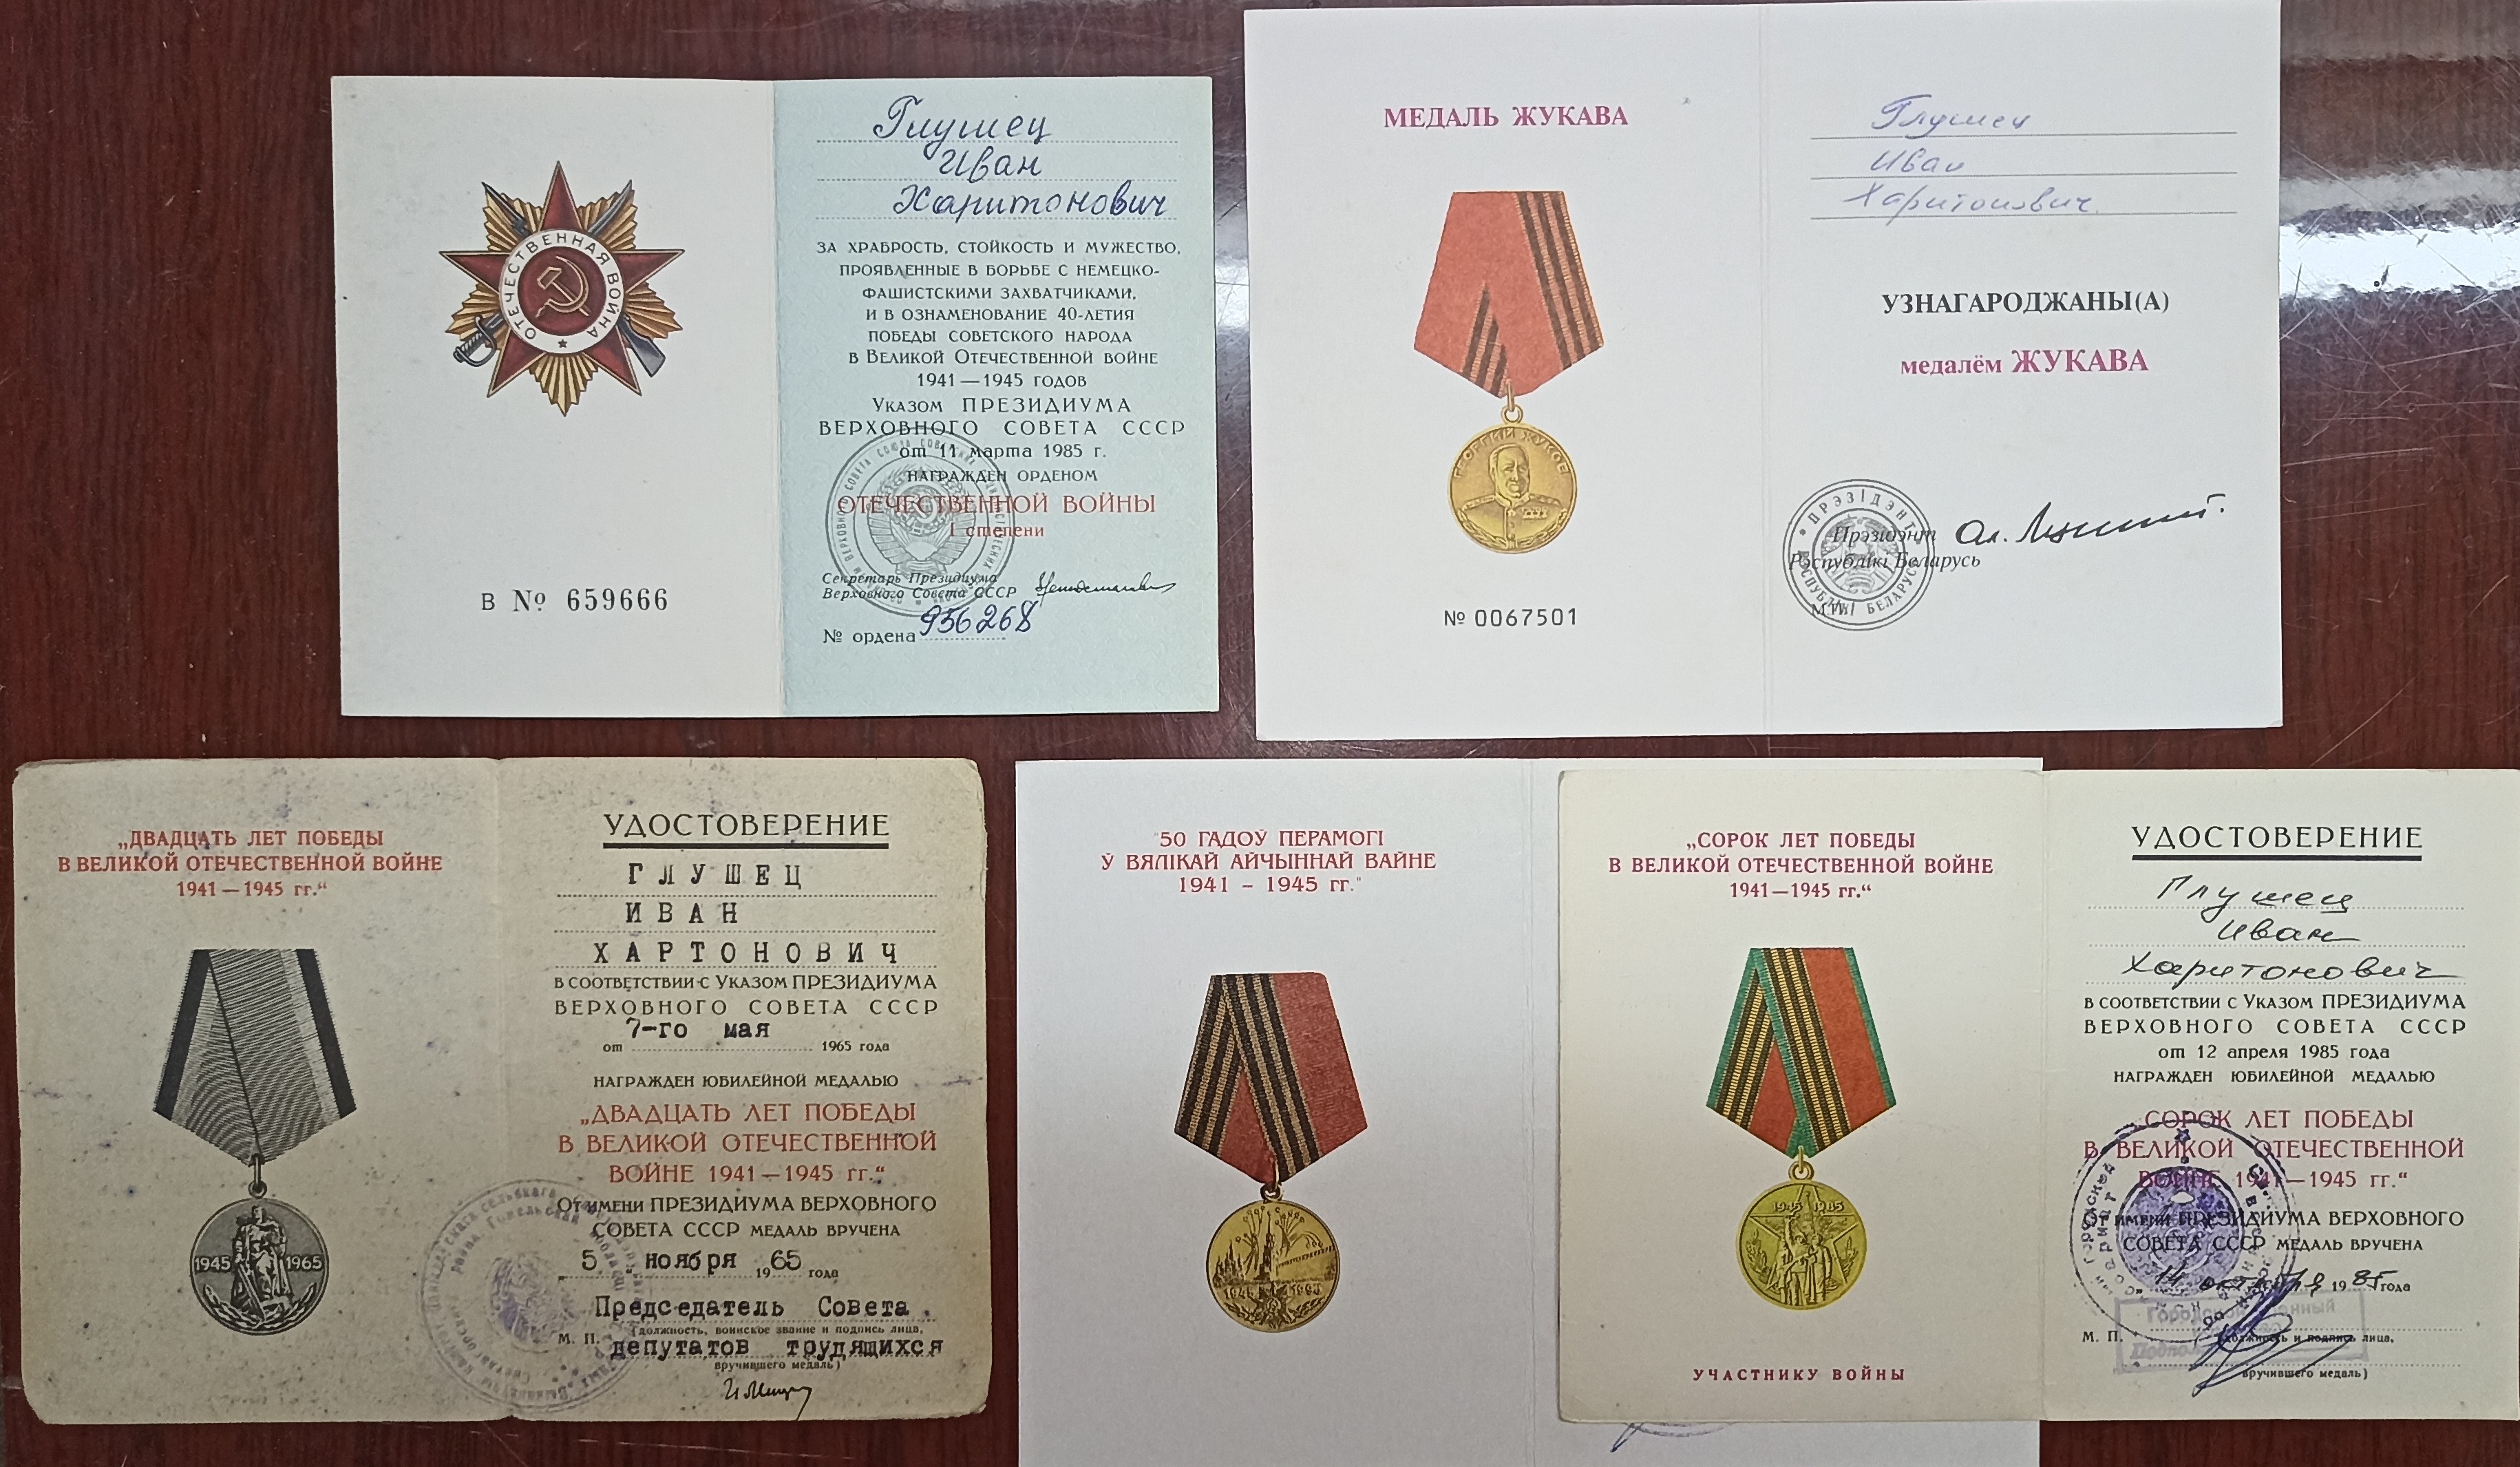 ОТЕЧЕСТВЕННАЯ ВОЙНА
В № 659666
Глушец
Иван
Харитонович
ЗА ХРАБРОСТЬ, СТОЙКОСТЬ И МУЖЕСТВО,
ПРОЯВЛЕННЫЕ В БОРЬБЕ С НЕМЕЦКО-
ФАШИСТСКИМИ ЗАХВАТЧИКАМИ,
И В ОЗНАМЕНОВАНИЕ 40-ЛЕТИЯ
ПОБЕДЫ СОВЕТСКОГО НАРОДА
В ВЕЛИКОЙ ОТЕЧЕСТВЕННОЙ ВОЙНЕ
1941—1945 ГОДОВ
УКАЗОМ ПРЕЗИДИУМА
ВЕРХОВНОГО СОВЕТА СССР
от 11 марта 1985 г.
НАГРАЖДЕН ОРДЕНОМ
ОТЕЧЕСТВЕННОЙ ВОЙНЫ
I степени
Секретарь Президиума
Верховного Совета СССР
№ ордена 956268
МЕДАЛЬ ЖУКАВА
ГЕОРГИЙ ЖУКОВ
№ 0067501
Глушец
Иван
Харитонович
УЗНАГАРОДЖАНЫ(А)
медалём ЖУКАВА
Прэзідэнт
Рэспублікі Беларусь
М.П.
ПРЭЗІДЭНТ РЭСПУБЛІКІ БЕЛАРУСЬ
„ДВАДЦАТЬ ЛЕТ ПОБЕДЫ
В ВЕЛИКОЙ ОТЕЧЕСТВЕННОЙ ВОЙНЕ
1941—1945 гг.“
1945 1965
УДОСТОВЕРЕНИЕ
ГЛУШЕЦ
ИВАН
ХАРТОНОВИЧ
В СООТВЕТСТВИИ С УКАЗОМ ПРЕЗИДИУМА
ВЕРХОВНОГО СОВЕТА СССР
от 7-го мая 1965 года
НАГРАЖДЕН ЮБИЛЕЙНОЙ МЕДАЛЬЮ
„ДВАДЦАТЬ ЛЕТ ПОБЕДЫ
В ВЕЛИКОЙ ОТЕЧЕСТВЕННОЙ
ВОЙНЕ 1941—1945 гг.“
ОТ ИМЕНИ ПРЕЗИДИУМА ВЕРХОВНОГО
СОВЕТА СССР МЕДАЛЬ ВРУЧЕНА
5 „ ноября 1965 года
Председатель Совета
М. П. (должность, воинское звание и подпись лица,
депутатов трудящихся
вручившего медаль)
"50 ГАДОЎ ПЕРАМОГІ
Ў ВЯЛІКАЙ АЙЧЫННАЙ ВАЙНЕ
1941 – 1945 гг."
1945 1995
„СОРОК ЛЕТ ПОБЕДЫ
В ВЕЛИКОЙ ОТЕЧЕСТВЕННОЙ ВОЙНЕ
1941—1945 гг.“
1945 1985
УЧАСТНИКУ ВОЙНЫ
УДОСТОВЕРЕНИЕ
Глушец
Иван
Харитонович
В СООТВЕТСТВИИ С УКАЗОМ ПРЕЗИДИУМА
ВЕРХОВНОГО СОВЕТА СССР
от 12 апреля 1985 года
НАГРАЖДЕН ЮБИЛЕЙНОЙ МЕДАЛЬЮ
„СОРОК ЛЕТ ПОБЕДЫ
В ВЕЛИКОЙ ОТЕЧЕСТВЕННОЙ
ВОЙНЕ 1941—1945 гг.“
ОТ ИМЕНИ ПРЕЗИДИУМА ВЕРХОВНОГО
СОВЕТА СССР МЕДАЛЬ ВРУЧЕНА
14 октября 1985 года
М. П. (должность и подпись лица,
вручившего медаль)